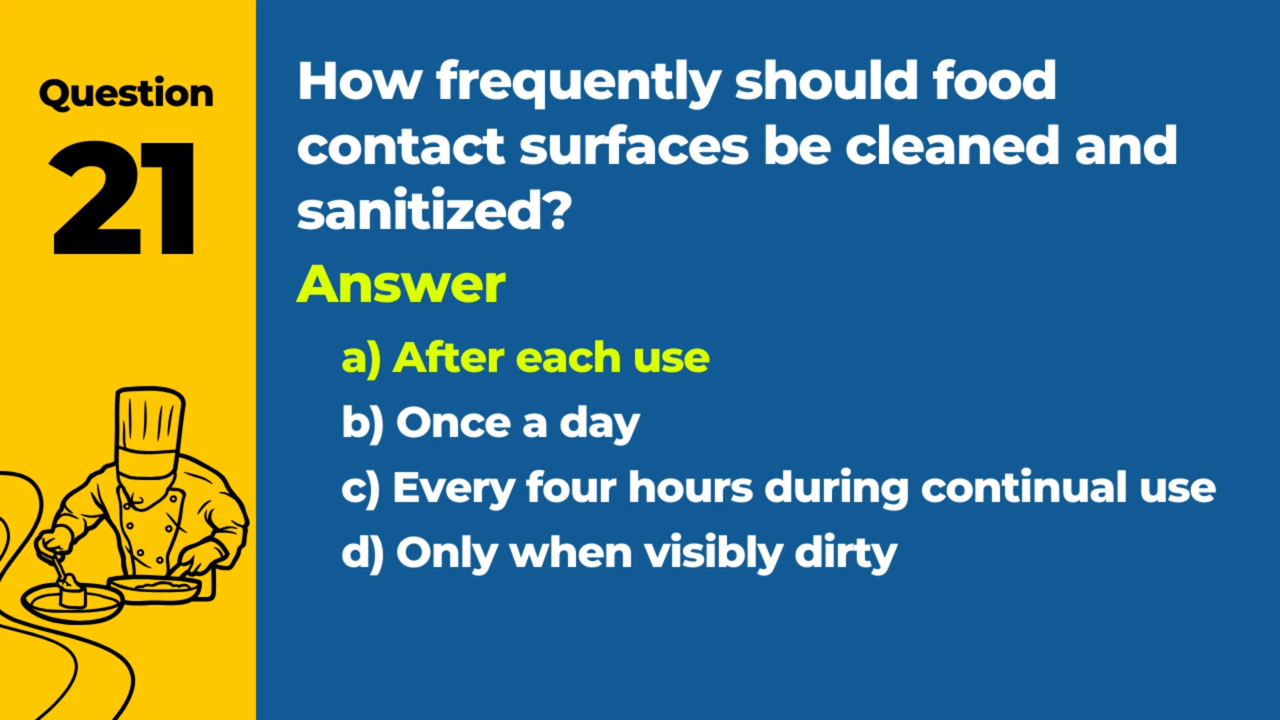 Question
21
How frequently should food
contact surfaces be cleaned and
sanitized?
Answer
a) After each use
b) Once a day
c) Every four hours during continual use
d) Only when visibly dirty